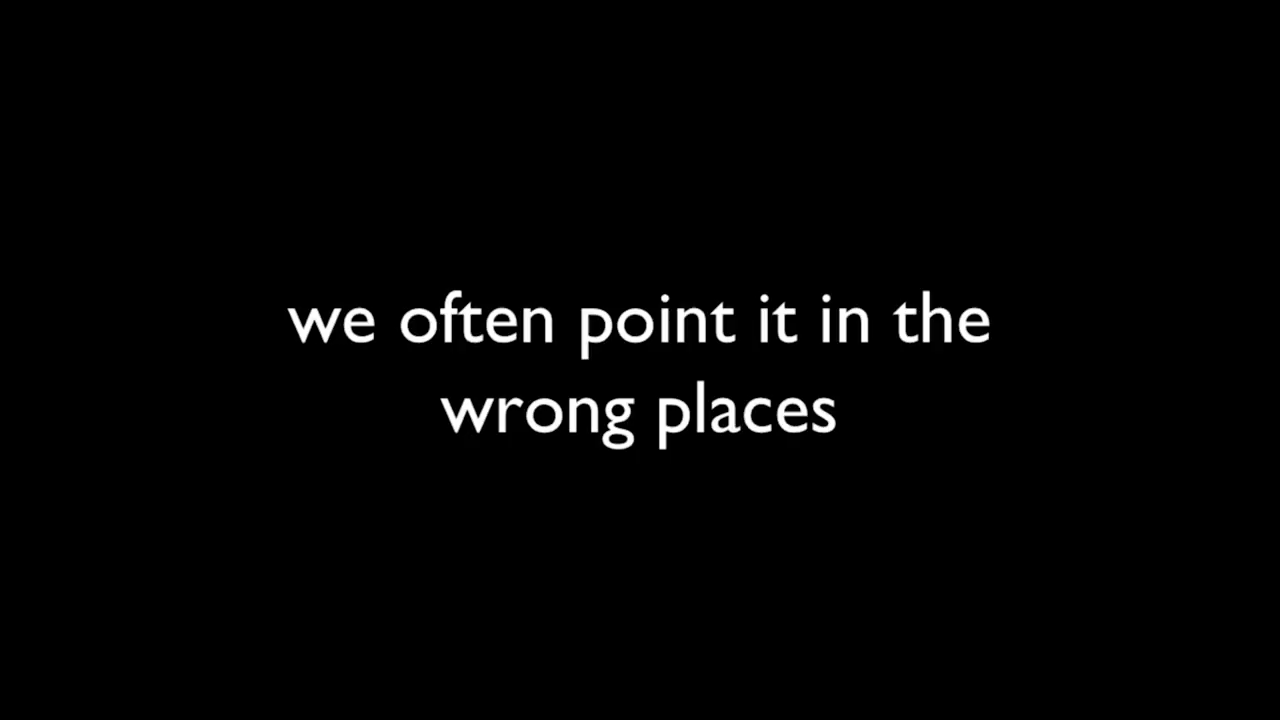 we often point it in the
wrong places